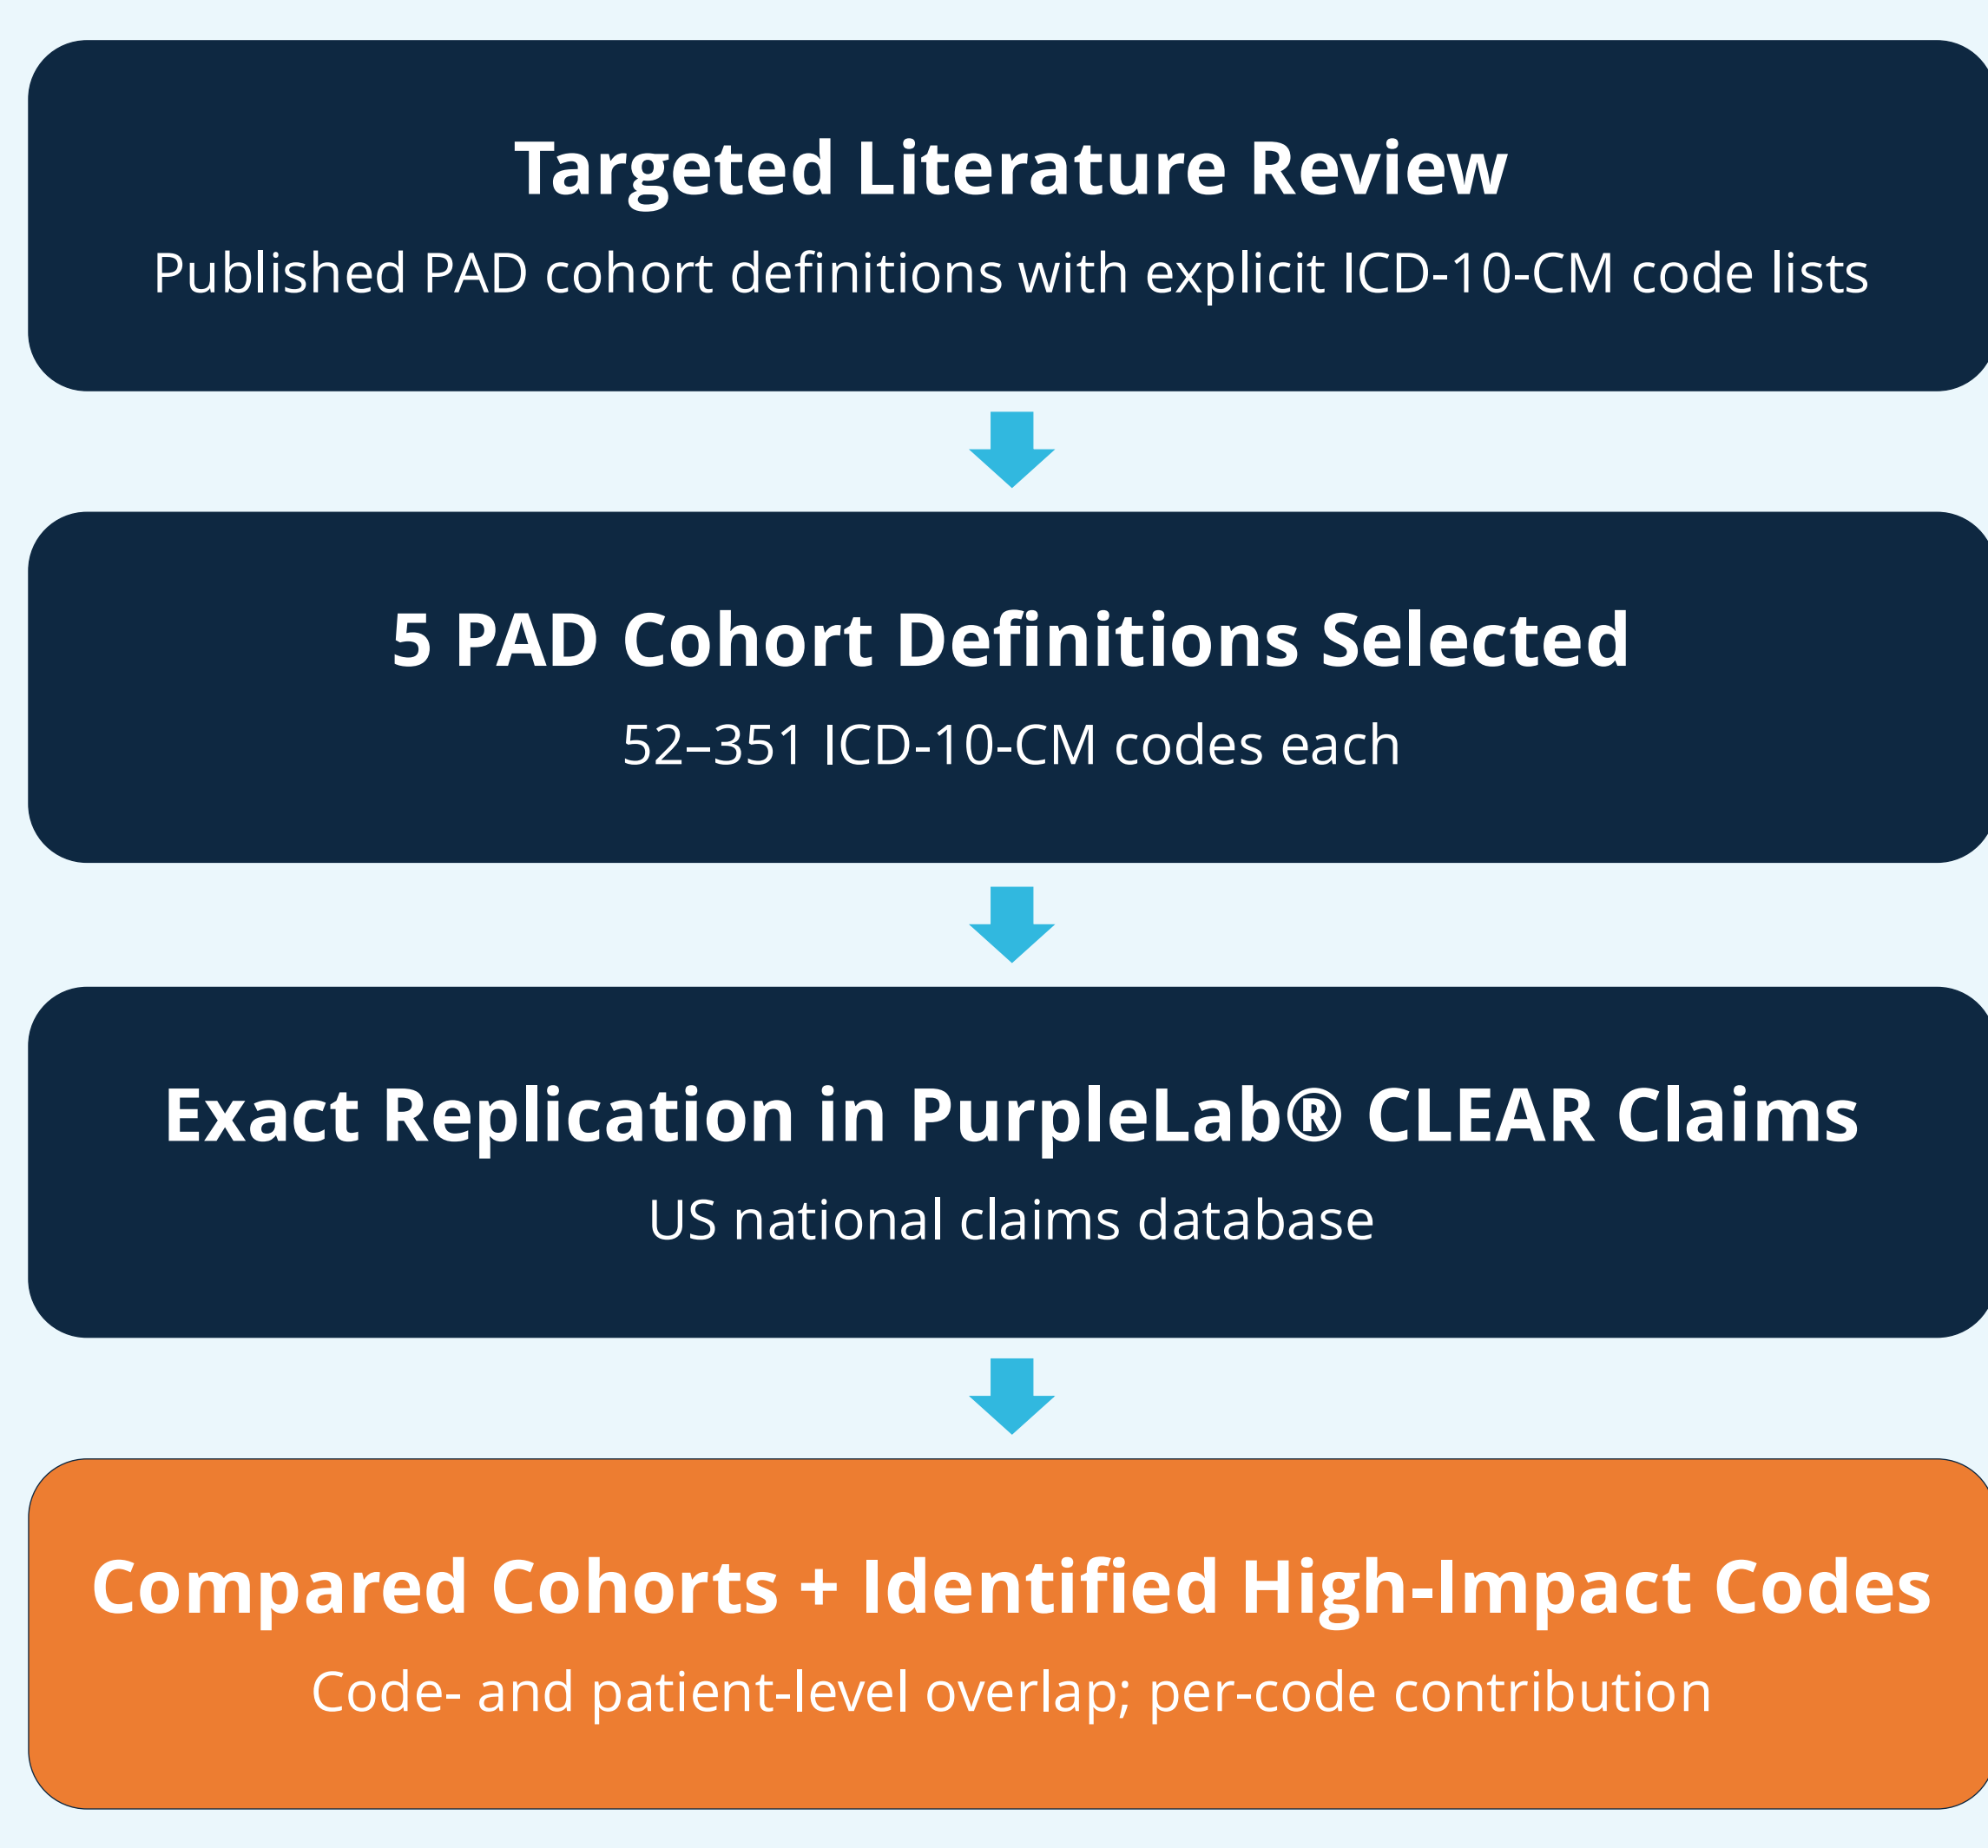 Targeted Literature Review
Published PAD cohort definitions with explicit ICD-10-CM code lists
5 PAD Cohort Definitions Selected
52–351 ICD-10-CM codes each
Exact Replication in PurpleLab® CLEAR Claims
US national claims database
Compared Cohorts + Identified High-Impact Codes
Code- and patient-level overlap; per-code contribution